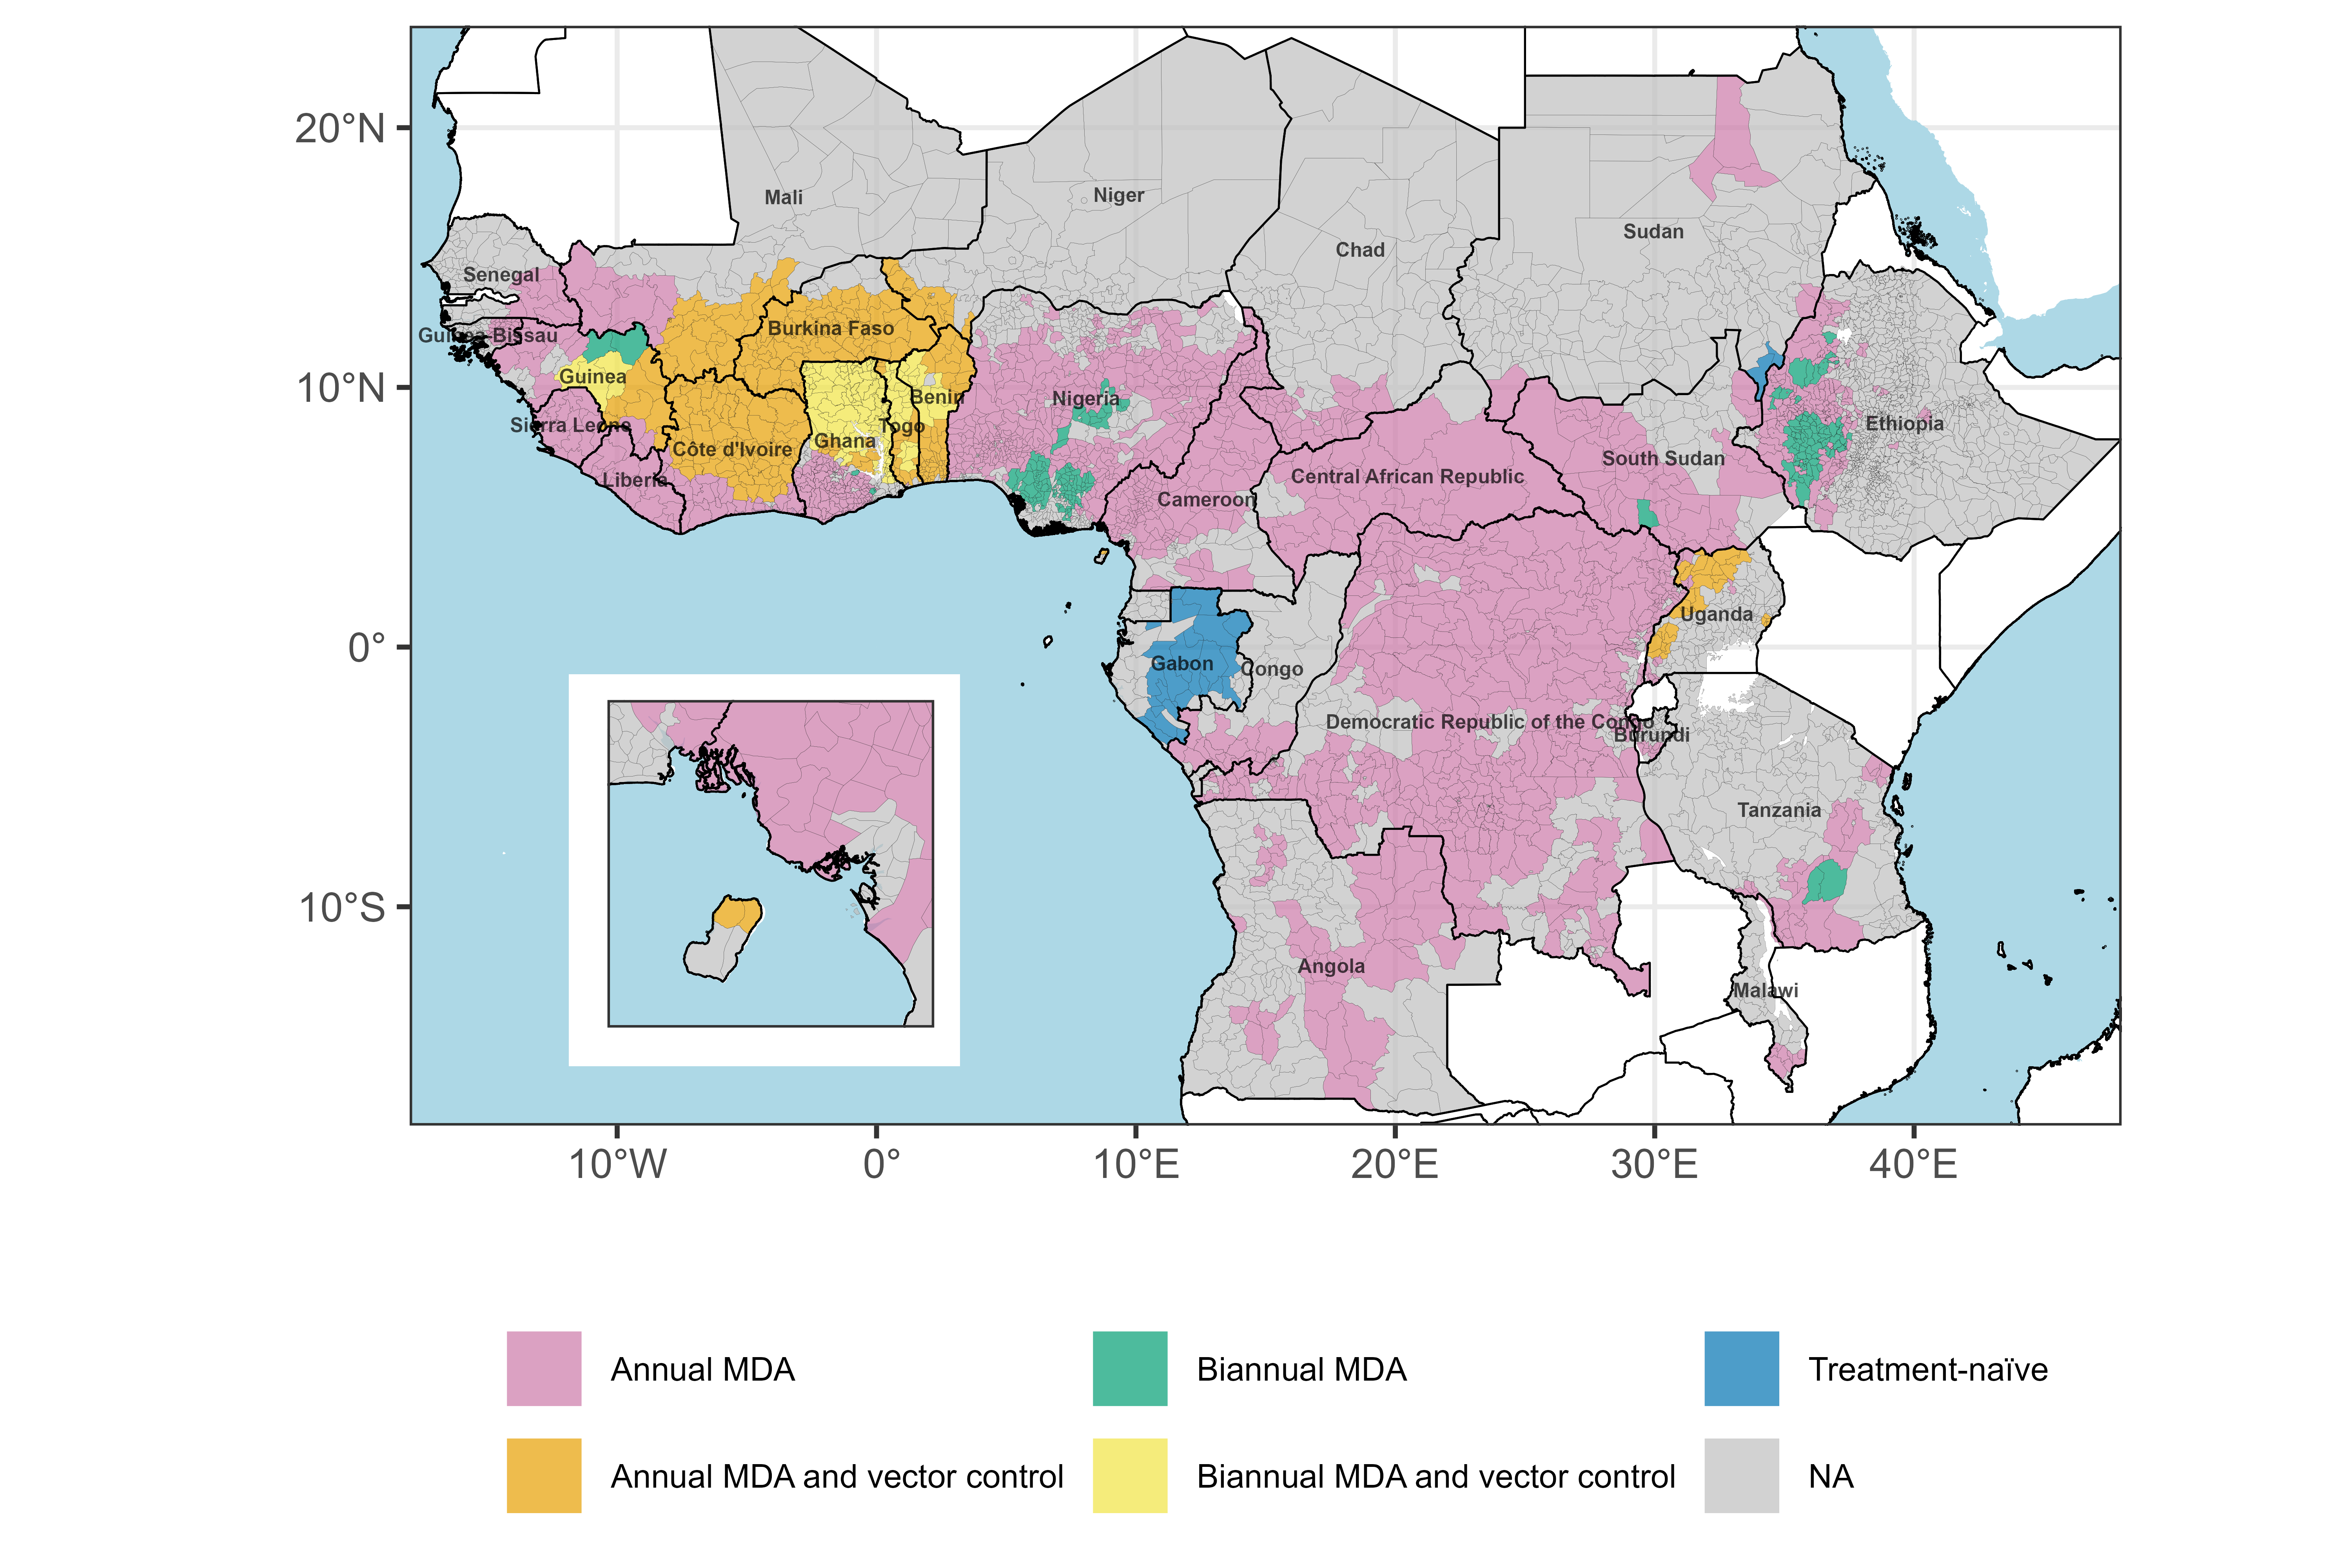 20°N
10°N
0°
10°S
Mali
Niger
Chad
Sudan
Senegal
Guinea-Bissau
Burkina Faso
Guinea
Benin
Nigeria
Sierra Leone
Togo
Ghana
Côte d'Ivoire
Liberia
Ethiopia
South Sudan
Central African Republic
Cameroon
Uganda
Gabon
Congo
Democratic Republic of the Congo
Burundi
Tanzania
Angola
Malawi
10°W
0°
10°E
20°E
30°E
40°E
Annual MDA
Biannual MDA
Treatment-naïve
Annual MDA and vector control
Biannual MDA and vector control
NA